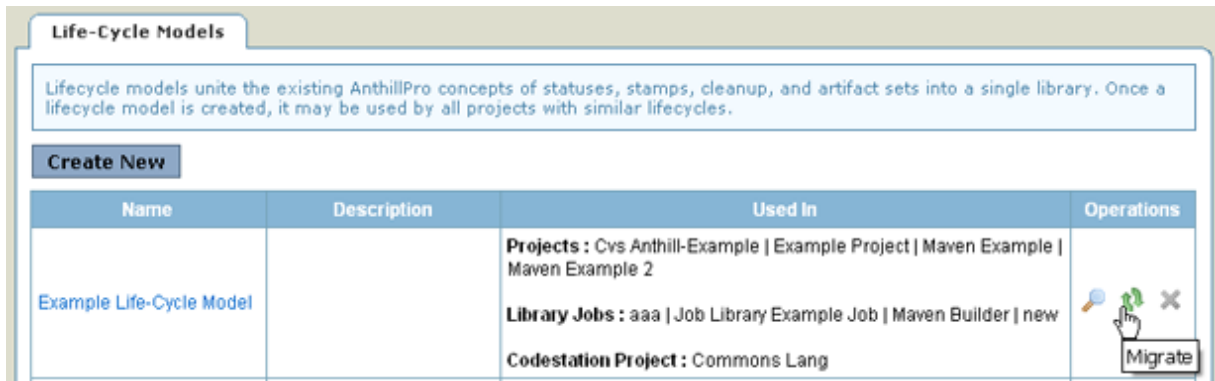 Life-Cycle Models
Lifecycle models unite the existing AnthillPro concepts of statuses, stamps, cleanup, and artifact sets into a single library. Once a
lifecycle model is created, it may be used by all projects with similar lifecycles.
Create New
Name Description Used In Operations
Projects : Cvs Anthill-Example | Example Project | Maven Example |
Maven Example 2
Example Life-Cycle Model
Library Jobs : aaa | Job Library Example Job | Maven Builder | new
Codestation Project : Commons Lang
Migrate